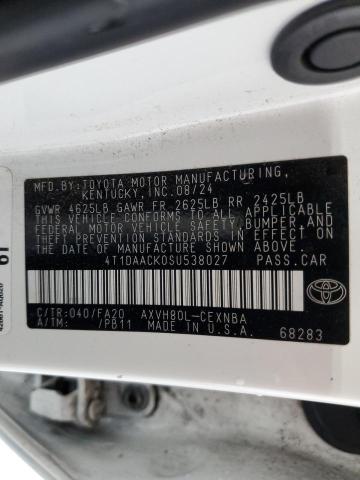 MFD.BY:TOYOTA MOTOR MANUFACTURING,
KENTUCKY,INC.08/24
GVWR 4625LB GAWR FR 2625LB RR 2425LB
THIS VEHICLE CONFORMS TO ALL APPLICABLE
FEDERAL MOTOR VEHICLE SAFETY, BUMPER AND
THEFT PREVENTION STANDARDS IN EFFECT ON
THE DATE OF MANUFACTURE SHOWN ABOVE.
4T1DAACK0SU538027 PASS.CAR
C/TR:040/FA20 AXVH80L-CEXNBA
A/TM: /PB11 MADE IN U.S.A.
68283
TOYOTA